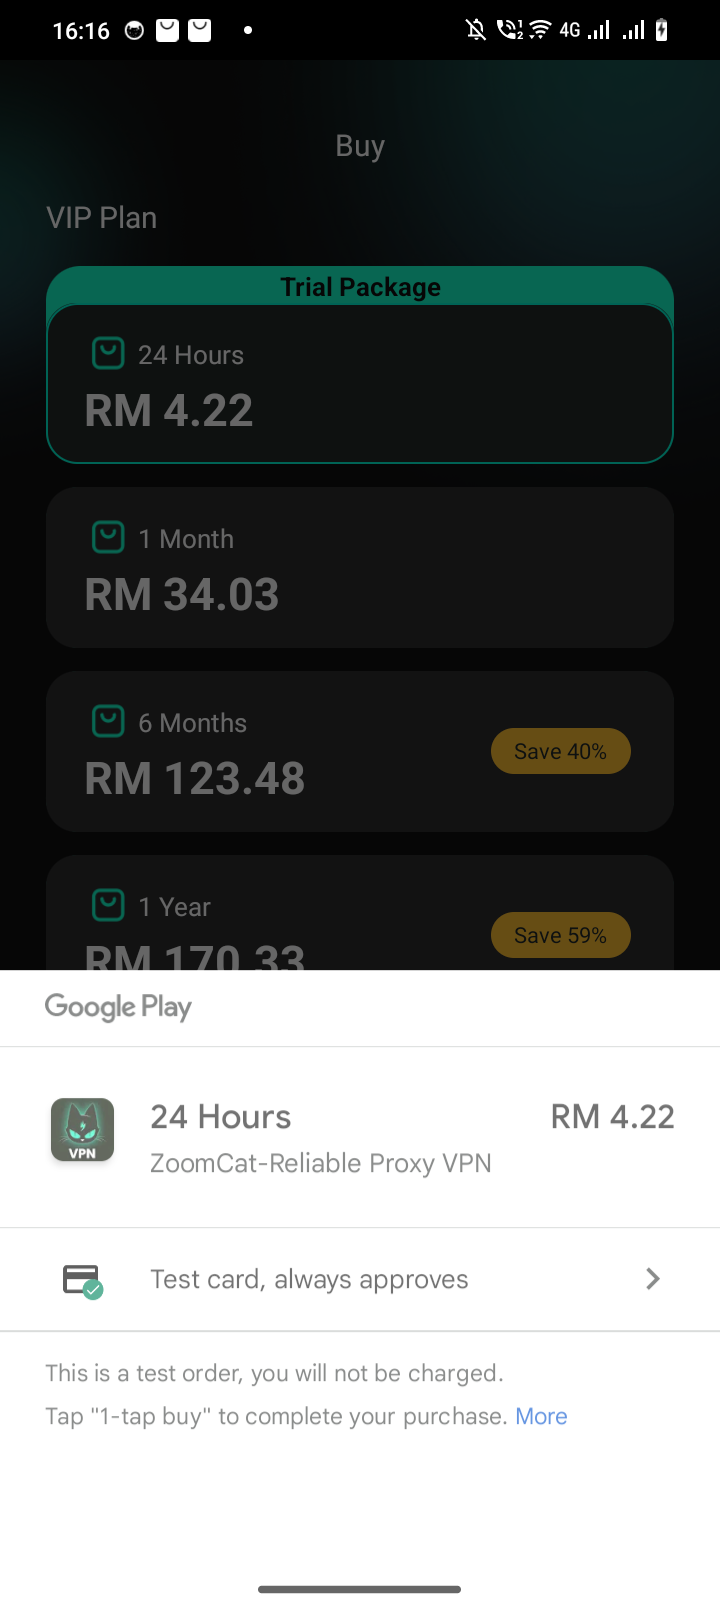 16:16
4G
Buy
VIP Plan
Trial Package
24 Hours
RM 4.22
1 Month
RM 34.03
6 Months
RM 123.48
Save 40%
1 Year
RM 170.33
Save 59%
Google Play
24 Hours
RM 4.22
VPN
ZoomCat-Reliable Proxy VPN
Test card, always approves
This is a test order, you will not be charged.
Tap "1-tap buy" to complete your purchase. More